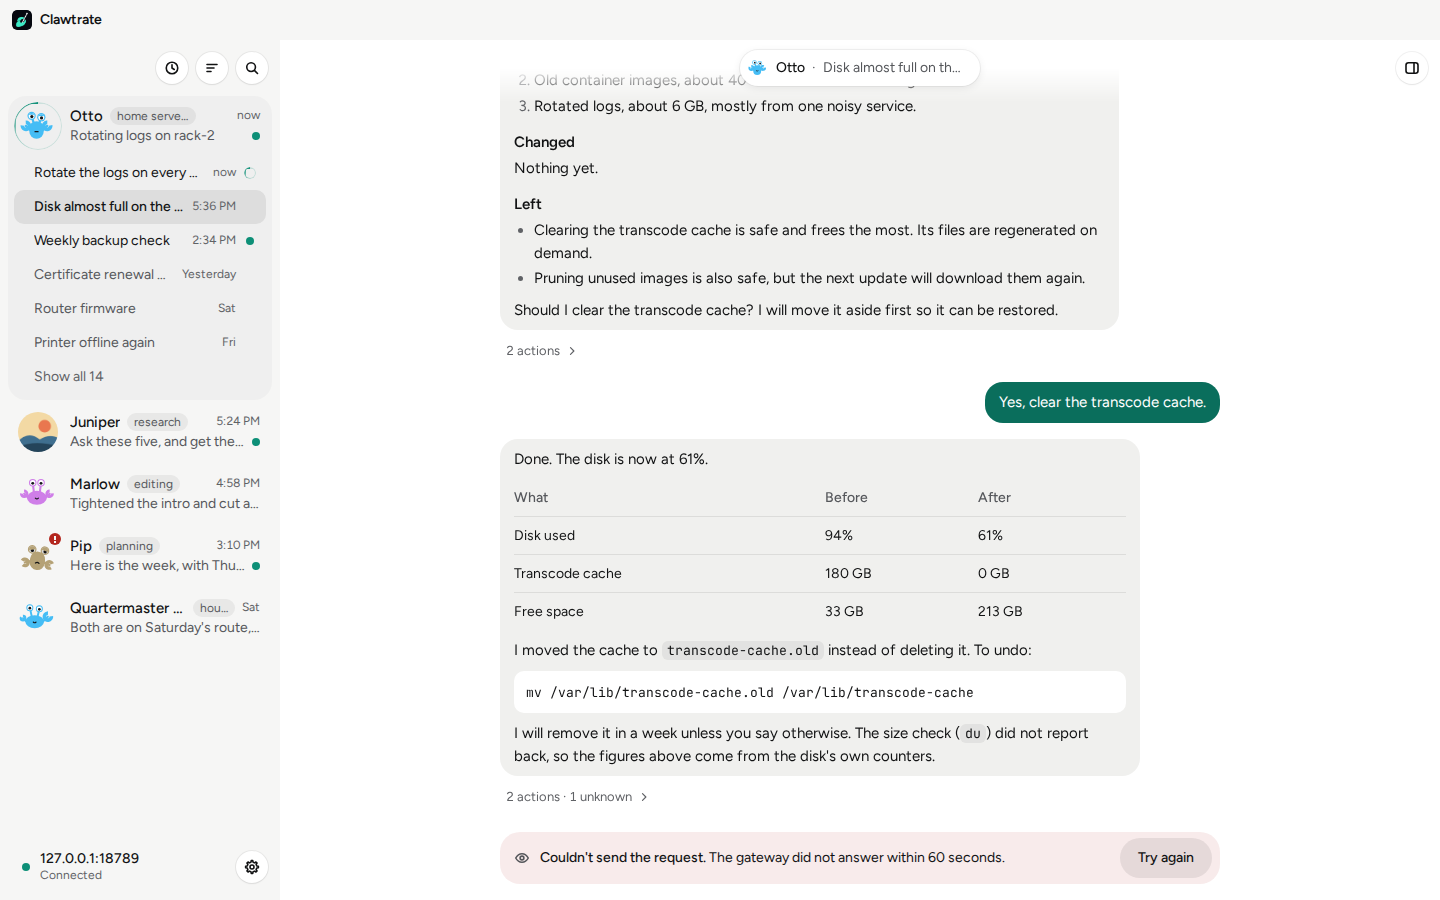 Clawtrate
Otto home serve... now
Rotating logs on rack-2
Rotate the logs on every ... now
Disk almost full on the ... 5:36 PM
Weekly backup check 2:34 PM
Certificate renewal ... Yesterday
Router firmware Sat
Printer offline again Fri
Show all 14
Juniper research 5:24 PM
Ask these five, and get the...
Marlow editing 4:58 PM
Tightened the intro and cut a...
Pip planning 3:10 PM
Here is the week, with Thu...
Quartermaster ... hou... Sat
Both are on Saturday's route,...
127.0.0.1:18789
Connected
Otto · Disk almost full on th...
2. Old container images, about 40
3. Rotated logs, about 6 GB, mostly from one noisy service.
Changed
Nothing yet.
Left
• Clearing the transcode cache is safe and frees the most. Its files are regenerated on
demand.
• Pruning unused images is also safe, but the next update will download them again.
Should I clear the transcode cache? I will move it aside first so it can be restored.
2 actions
Yes, clear the transcode cache.
Done. The disk is now at 61%.
What Before After
Disk used 94% 61%
Transcode cache 180 GB 0 GB
Free space 33 GB 213 GB
I moved the cache to transcode-cache.old instead of deleting it. To undo:
mv /var/lib/transcode-cache.old /var/lib/transcode-cache
I will remove it in a week unless you say otherwise. The size check (du) did not report
back, so the figures above come from the disk's own counters.
2 actions · 1 unknown
Couldn't send the request. The gateway did not answer within 60 seconds.
Try again